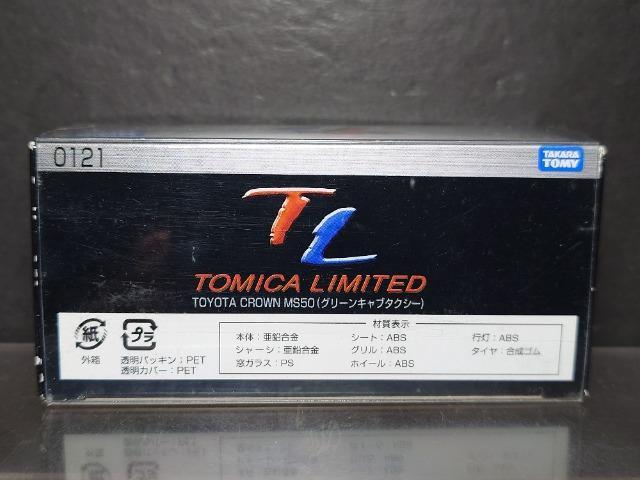 0121
TAKARA
TOMY
TL
TOMICA LIMITED
TOYOTA CROWN MS50(グリーンキャブタクシー)
紙
外箱
プラ
透明パッキン;PET
透明カバー;PET
材質表示
本体:亜鉛合金
シャーシ:亜鉛合金
窓ガラス:PS
シート:ABS
グリル:ABS
ホイール:ABS
行灯:ABS
タイヤ:合成ゴム